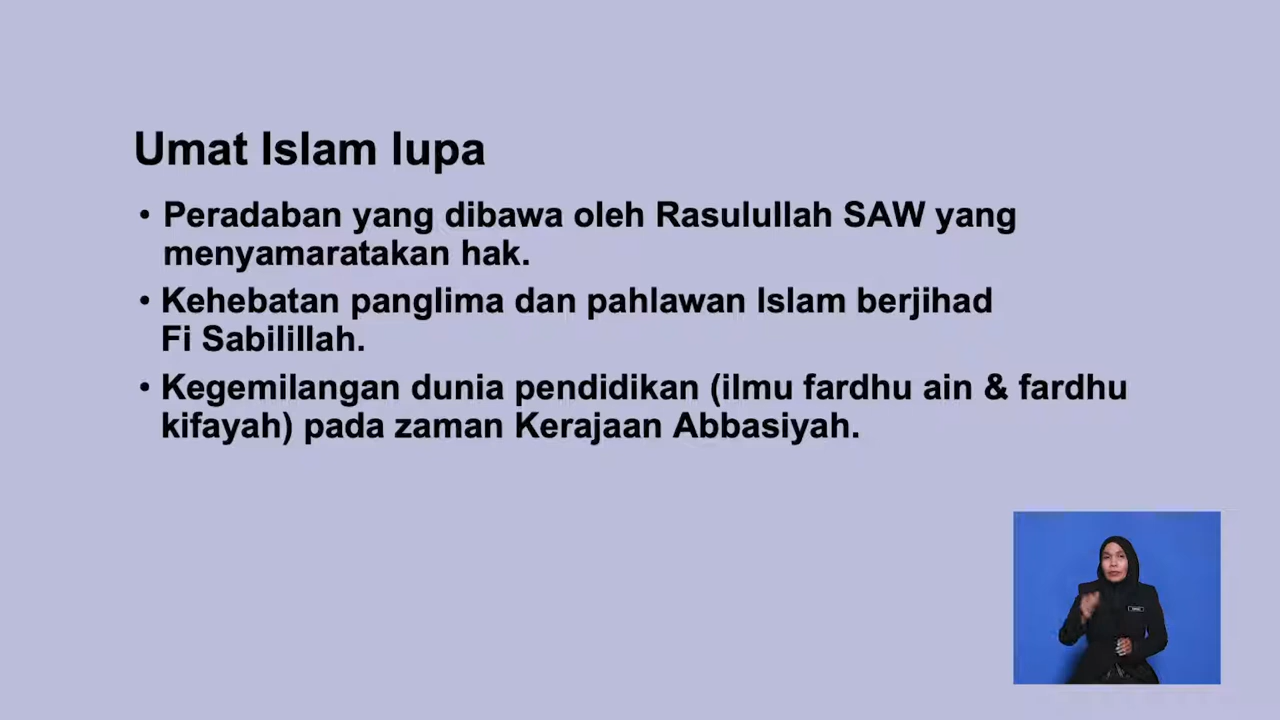 Umat Islam lupa
• Peradaban yang dibawa oleh Rasulullah SAW yang
menyamaratakan hak.
• Kehebatan panglima dan pahlawan Islam berjihad
Fi Sabilillah.
• Kegemilangan dunia pendidikan (ilmu fardhu ain & fardhu
kifayah) pada zaman Kerajaan Abbasiyah.